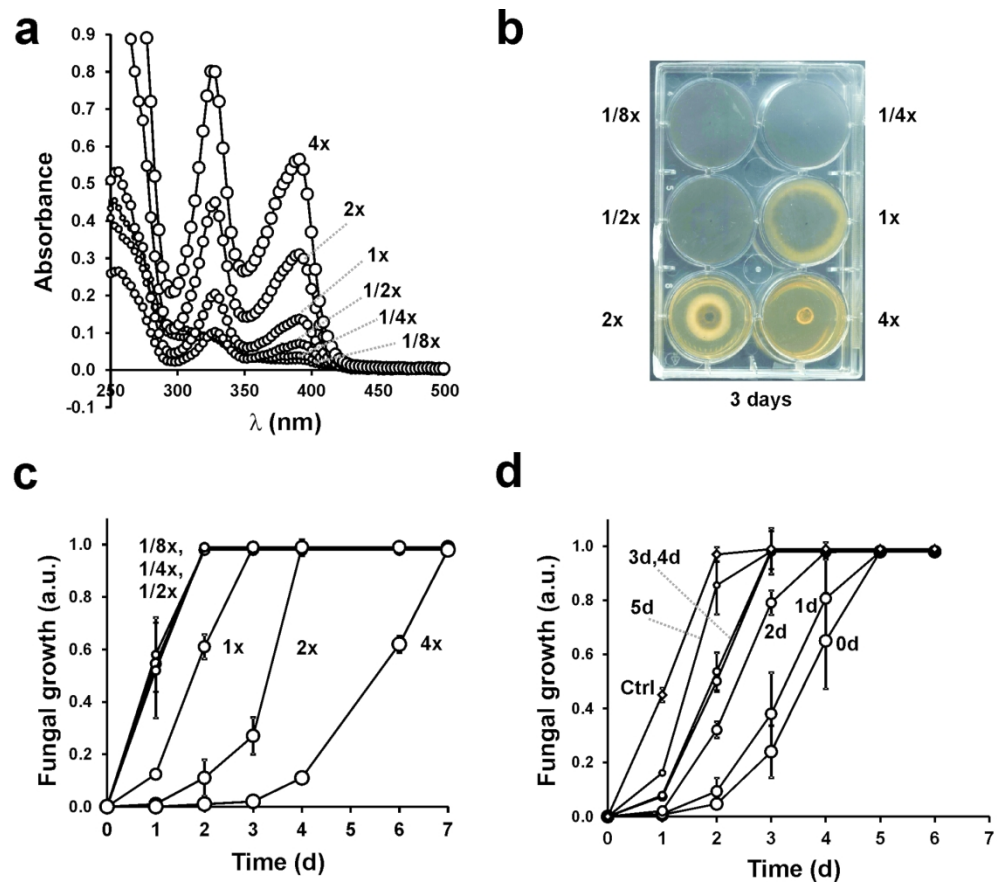 a
0.9
0.8
0.7
0.6
0.5
0.4
0.3
0.2
0.1
0.0
-0.1
Absorbance
4x
2x
1x
1/2x
1/4x
1/8x
250 300 350 400 450 500
λ (nm)
b
1/8x 1/4x
1/2x 1x
2x 4x
3 days
c
1.0
0.8
0.6
0.4
0.2
0.0
Fungal growth (a.u.)
1/8x,
1/4x,
1/2x
1x
2x
4x
0 1 2 3 4 5 6 7
Time (d)
d
1.0
0.8
0.6
0.4
0.2
0.0
Fungal growth (a.u.)
3d,4d
5d
Ctrl
2d
1d
0d
0 1 2 3 4 5 6 7
Time (d)